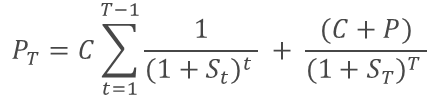 P_T = C \sum_{t=1}^{T-1} \frac{1}{(1 + S_t)^t} + \frac{(C + P)}{(1 + S_T)^T}